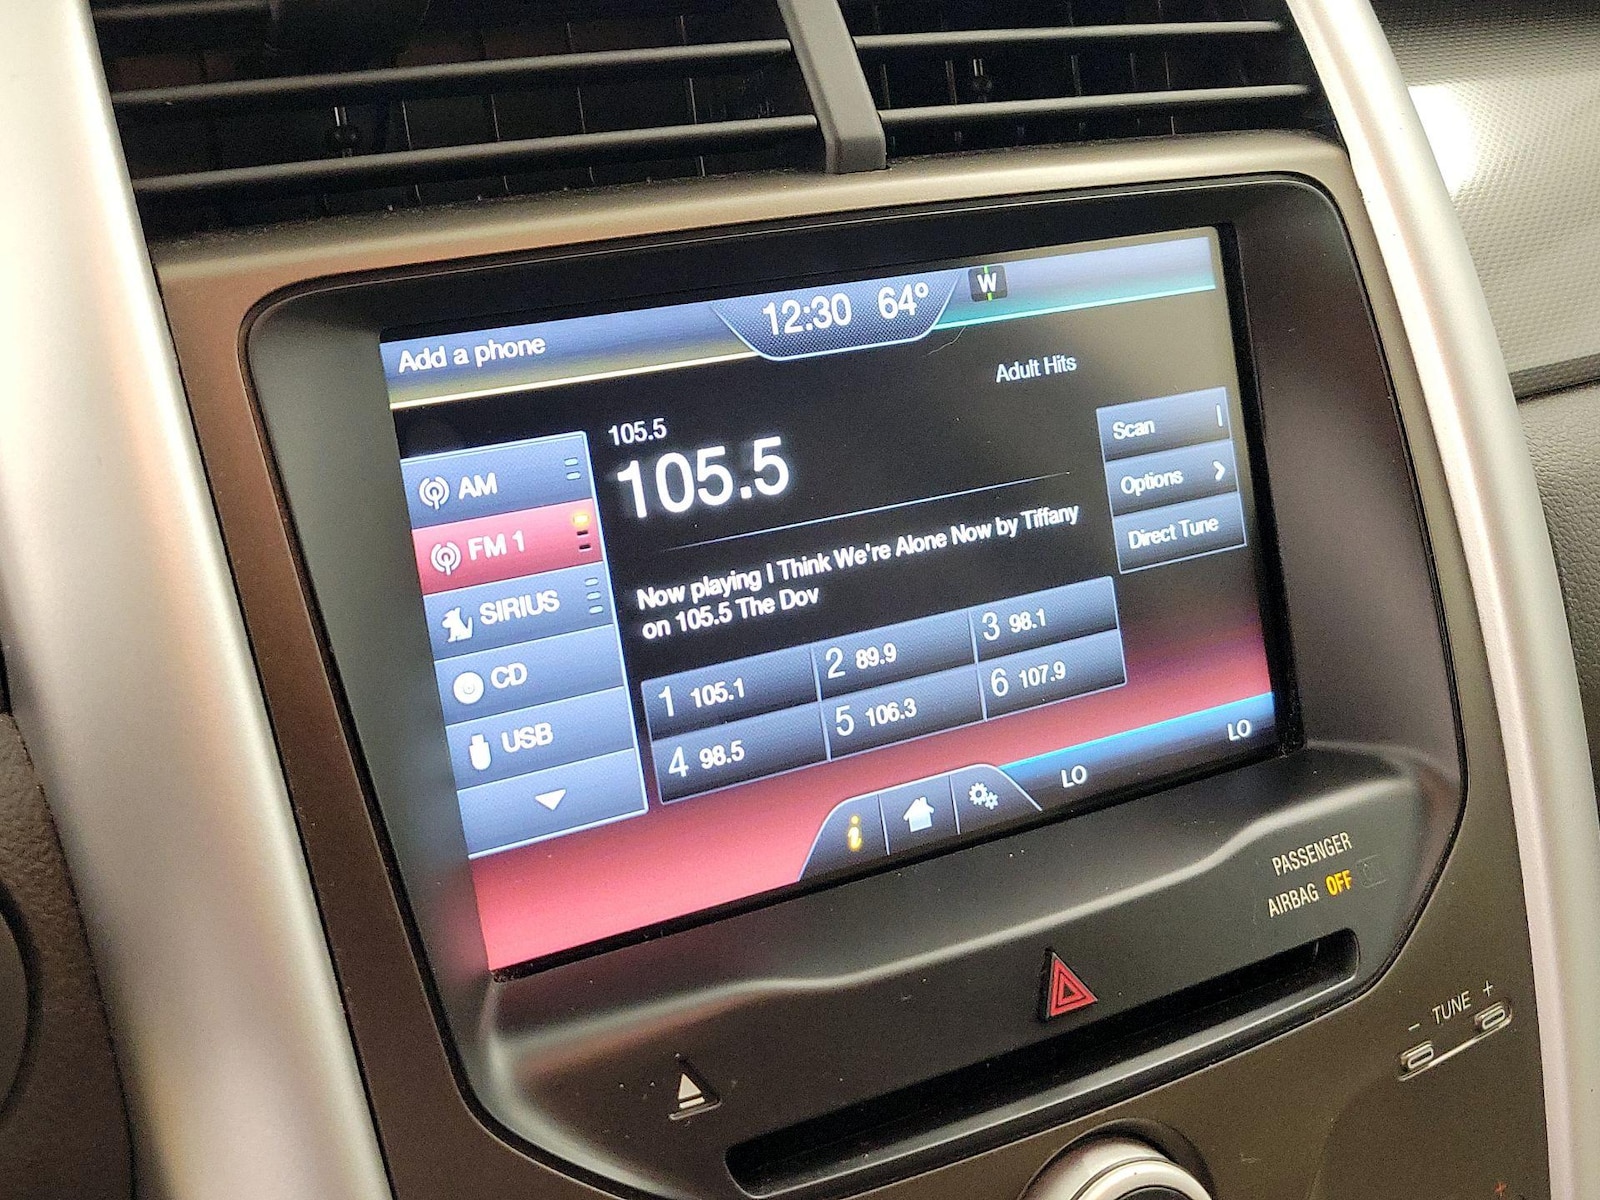 12:30 64° W
Add a phone
Adult Hits
105.5
105.5
AM
FM 1
SIRIUS
CD
USB
Scan
Options
Direct Tune
Now playing I Think We're Alone Now by Tiffany
on 105.5 The Dov
1 105.1
2 89.9
3 98.1
4 98.5
5 106.3
6 107.9
i
LO
LO
PASSENGER
AIRBAG OFF
- TUNE +